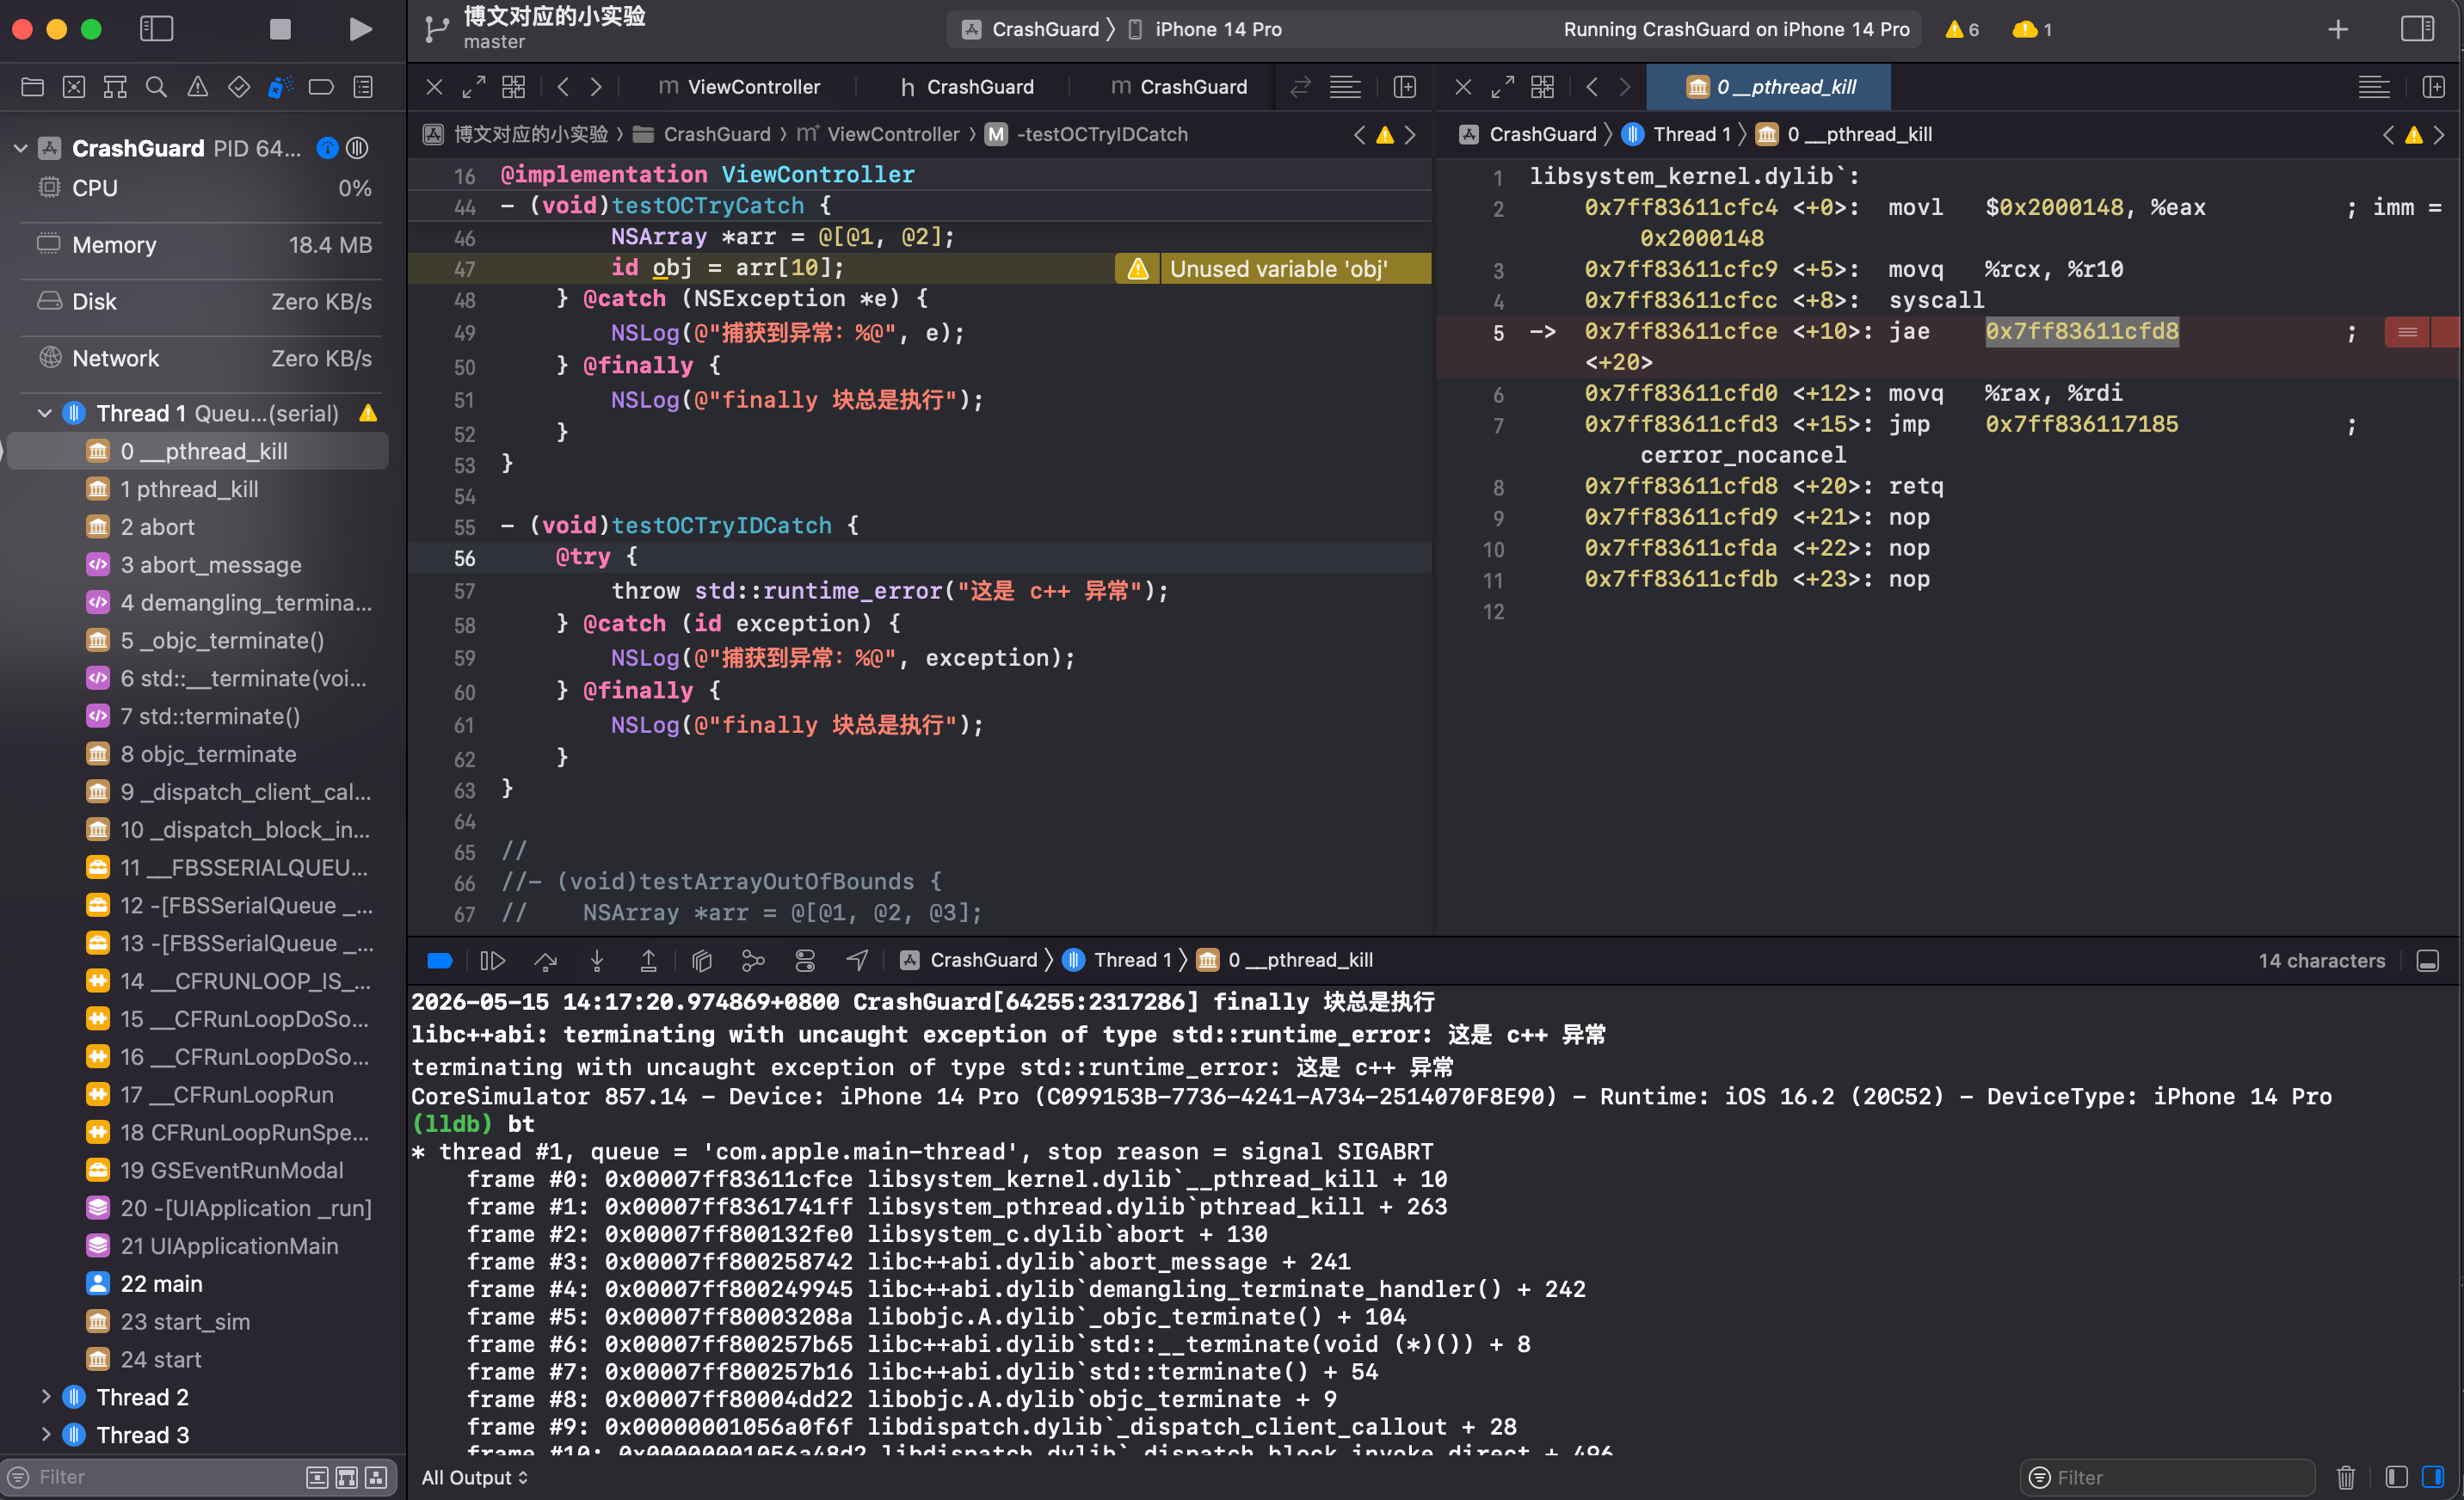 博文对应的小实验
master
CrashGuard
iPhone 14 Pro
Running CrashGuard on iPhone 14 Pro
6
1
CrashGuard PID 64...
CPU 0%
Memory 18.4 MB
Disk Zero KB/s
Network Zero KB/s
Thread 1 Queu...(serial)
0 __pthread_kill
1 pthread_kill
2 abort
3 abort_message
4 demangling_termina...
5 _objc_terminate()
6 std::__terminate(voi...
7 std::terminate()
8 objc_terminate
9 _dispatch_client_cal...
10 _dispatch_block_in...
11 __FBSSERIALQUEU...
12 -[FBSSerialQueue _...
13 -[FBSSerialQueue _...
14 __CFRUNLOOP_IS_...
15 __CFRunLoopDoSo...
16 __CFRunLoopDoSo...
17 __CFRunLoopRun
18 CFRunLoopRunSpe...
19 GSEventRunModal
20 -[UIApplication _run]
21 UIApplicationMain
22 main
23 start_sim
24 start
Thread 2
Thread 3
Filter
m ViewController
h CrashGuard
m CrashGuard
博文对应的小实验 〉 CrashGuard 〉 ViewController 〉 M -testOCTryIDCatch
16 @implementation ViewController
44 - (void)testOCTryCatch {
46 NSArray *arr = @[@1, @2];
47 id obj = arr[10];
Unused variable 'obj'
48 } @catch (NSException *e) {
49 NSLog(@"捕获到异常：%@", e);
50 } @finally {
51 NSLog(@"finally 块总是执行");
52 }
53 }
54
55 - (void)testOCTryIDCatch {
56 @try {
57 throw std::runtime_error("这是 c++ 异常");
58 } @catch (id exception) {
59 NSLog(@"捕获到异常：%@", exception);
60 } @finally {
61 NSLog(@"finally 块总是执行");
62 }
63 }
64
65 //
66 //- (void)testArrayOutOfBounds {
67 // NSArray *arr = @[@1, @2, @3];
0 __pthread_kill
CrashGuard 〉 Thread 1 〉 0 __pthread_kill
1 libsystem_kernel.dylib`:
2 0x7ff83611cfc4 <+0>: movl $0x2000148, %eax ; imm =
0x2000148
3 0x7ff83611cfc9 <+5>: movq %rcx, %r10
4 0x7ff83611cfcc <+8>: syscall
5 -> 0x7ff83611cfce <+10>: jae 0x7ff83611cfd8 ;
<+20>
6 0x7ff83611cfd0 <+12>: movq %rax, %rdi
7 0x7ff83611cfd3 <+15>: jmp 0x7ff836117185 ;
cerror_nocancel
8 0x7ff83611cfd8 <+20>: retq
9 0x7ff83611cfd9 <+21>: nop
10 0x7ff83611cfda <+22>: nop
11 0x7ff83611cfdb <+23>: nop
12
CrashGuard 〉 Thread 1 〉 0 __pthread_kill
14 characters
2026-05-15 14:17:20.974869+0800 CrashGuard[64255:2317286] finally 块总是执行
libc++abi: terminating with uncaught exception of type std::runtime_error: 这是 c++ 异常
terminating with uncaught exception of type std::runtime_error: 这是 c++ 异常
CoreSimulator 857.14 - Device: iPhone 14 Pro (C099153B-7736-4241-A734-2514070F8E90) - Runtime: iOS 16.2 (20C52) - DeviceType: iPhone 14 Pro
(lldb) bt
* thread #1, queue = 'com.apple.main-thread', stop reason = signal SIGABRT
frame #0: 0x00007ff83611cfce libsystem_kernel.dylib`__pthread_kill + 10
frame #1: 0x00007ff8361741ff libsystem_pthread.dylib`pthread_kill + 263
frame #2: 0x00007ff800132fe0 libsystem_c.dylib`abort + 130
frame #3: 0x00007ff800258742 libc++abi.dylib`abort_message + 241
frame #4: 0x00007ff800249945 libc++abi.dylib`demangling_terminate_handler() + 242
frame #5: 0x00007ff80003208a libobjc.A.dylib`_objc_terminate() + 104
frame #6: 0x00007ff800257b65 libc++abi.dylib`std::__terminate(void (*)()) + 8
frame #7: 0x00007ff800257b16 libc++abi.dylib`std::terminate() + 54
frame #8: 0x00007ff80004dd22 libobjc.A.dylib`objc_terminate + 9
frame #9: 0x00000001056a0f6f libdispatch.dylib`_dispatch_client_callout + 28
frame #10: 0x00000001056a48d2 libdispatch.dylib`_dispatch_block_invoke_direct + 496
All Output
Filter